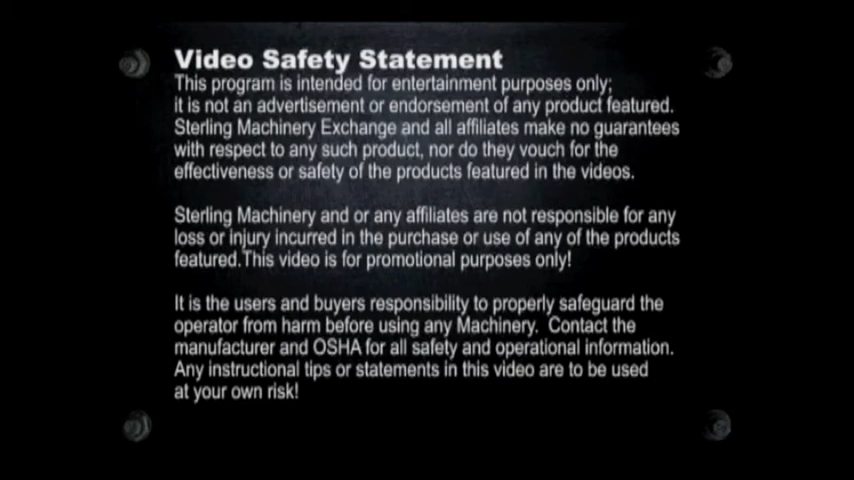 Video Safety Statement
This program is intended for entertainment purposes only;
it is not an advertisement or endorsement of any product featured.
Sterling Machinery Exchange and all affiliates make no guarantees
with respect to any such product, nor do they vouch for the
effectiveness or safety of the products featured in the videos.
Sterling Machinery and or any affiliates are not responsible for any
loss or injury incurred in the purchase or use of any of the products
featured.This video is for promotional purposes only!
It is the users and buyers responsibility to properly safeguard the
operator from harm before using any Machinery.  Contact the
manufacturer and OSHA for all safety and operational information.
Any instructional tips or statements in this video are to be used
at your own risk!